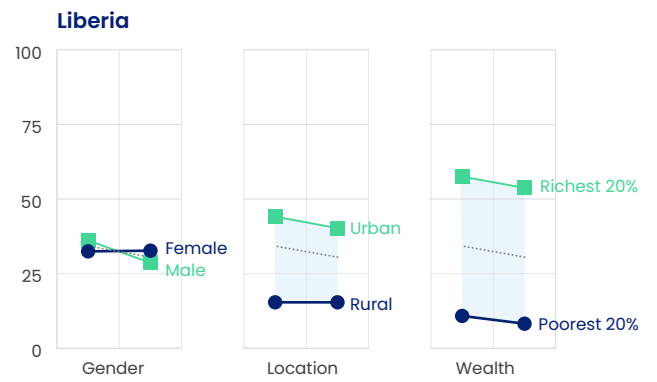 Liberia
100
75
50
25
0
Female
Male
Gender
Urban
Rural
Location
Richest 20%
Poorest 20%
Wealth